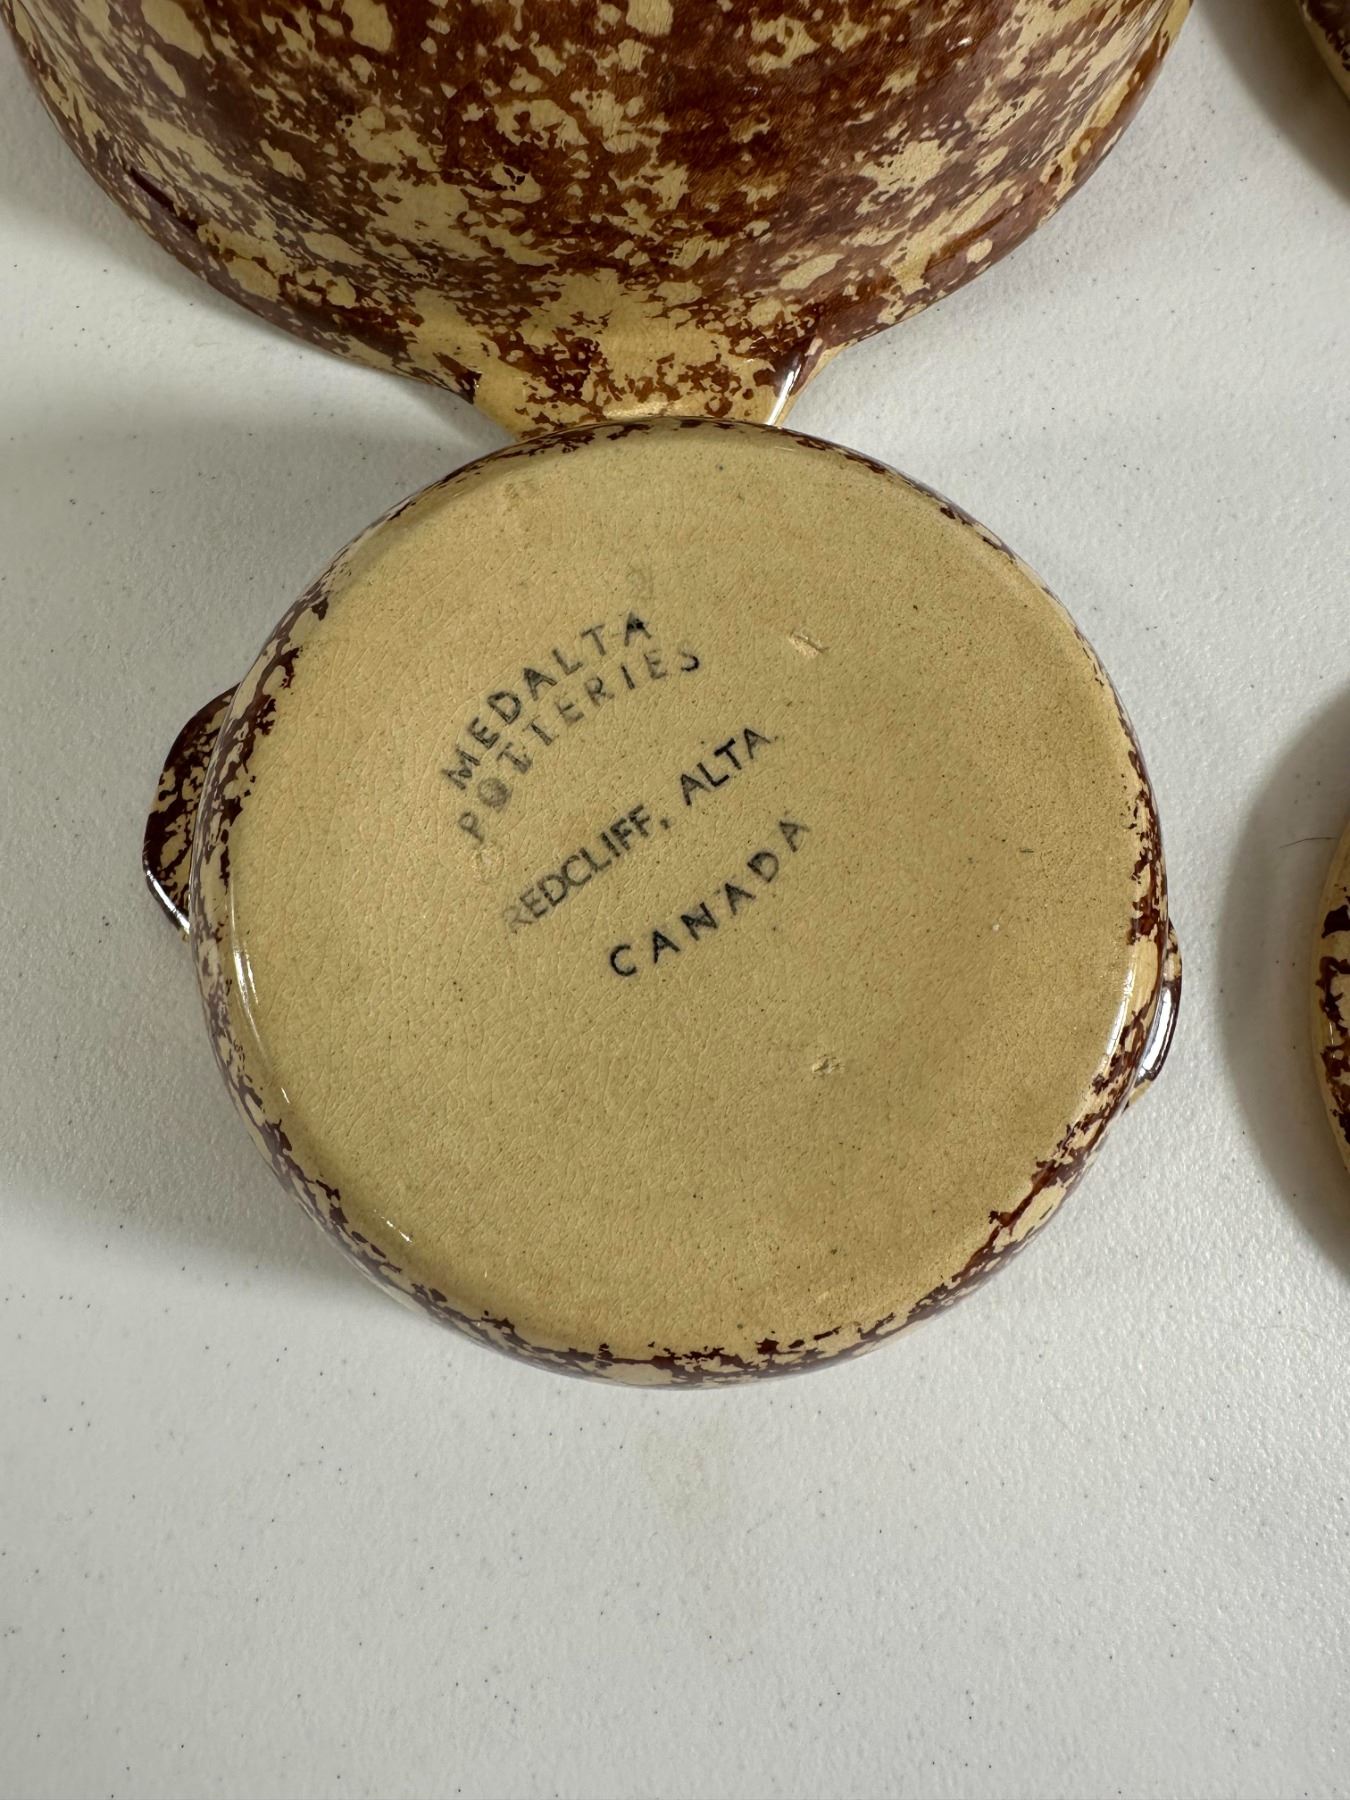 MEDALTA
POTTERIES
REDCLIFF, ALTA.
CANADA